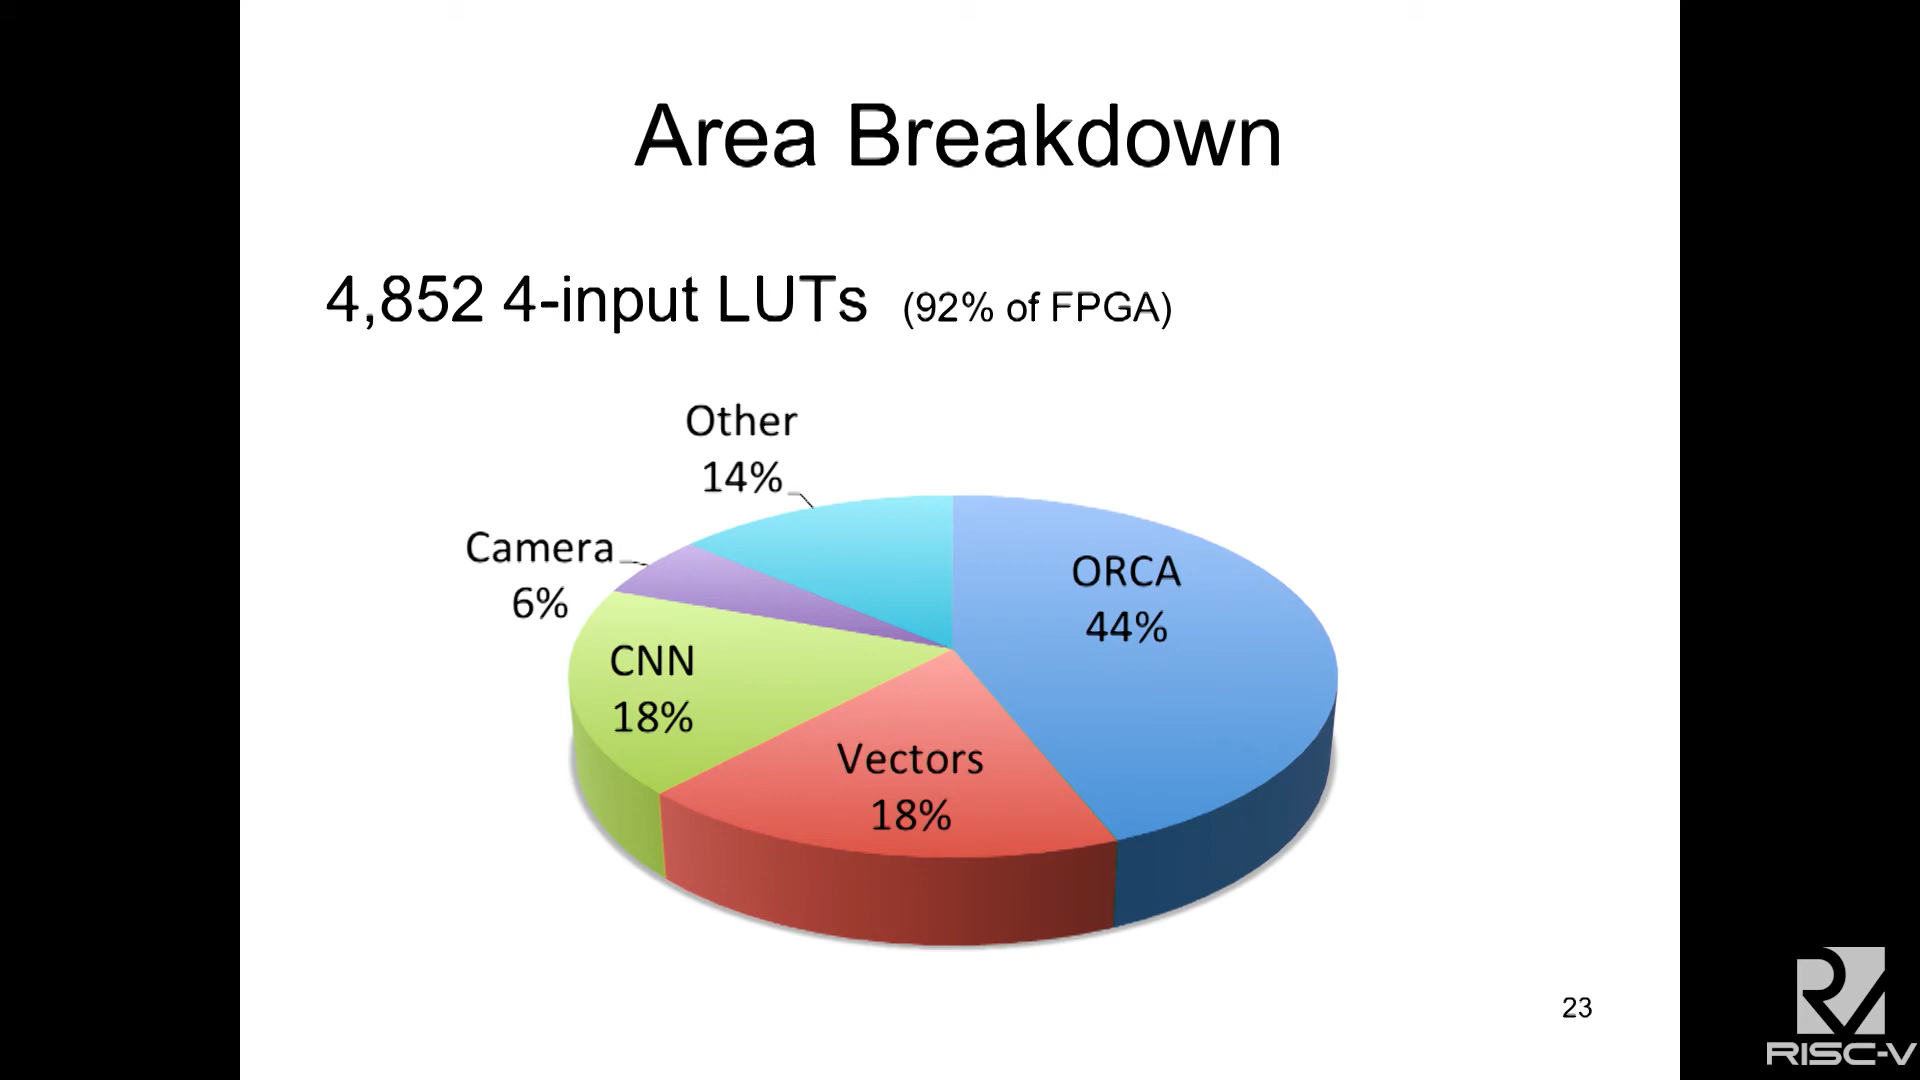 Area Breakdown
4,852 4-input LUTs (92% of FPGA)
Other
14%
Camera
6%
ORCA
44%
CNN
18%
Vectors
18%
23
RISC-V